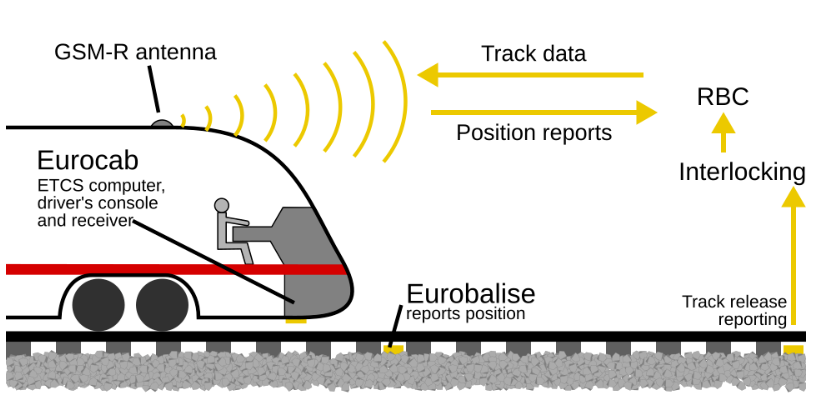 GSM-R antenna
Track data
RBC
Position reports
Eurocab
ETCS computer,
driver's console
and receiver
Interlocking
Eurobalise
reports position
Track release
reporting